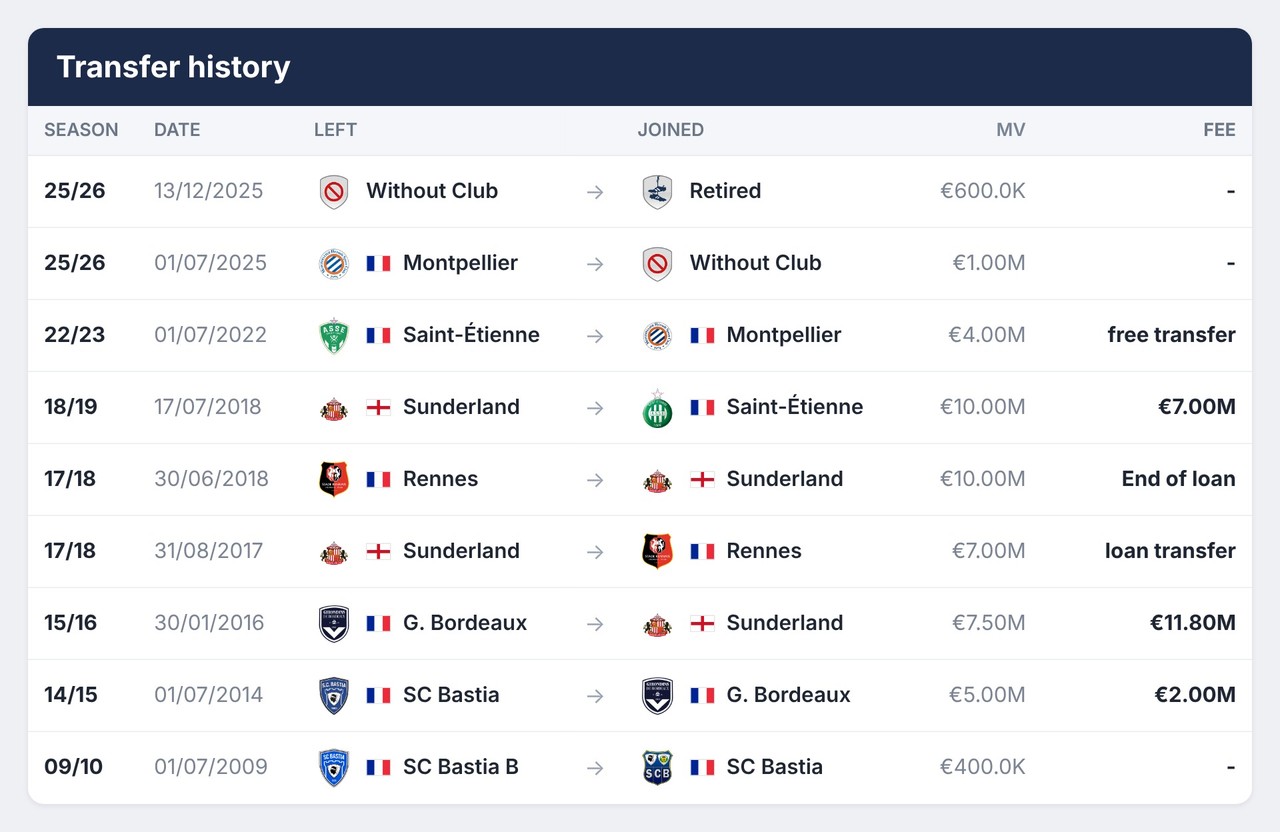 Transfer history
SEASON DATE LEFT JOINED MV FEE
25/26 13/12/2025 Without Club → Retired €600.0K -
25/26 01/07/2025 Montpellier → Without Club €1.00M -
22/23 01/07/2022 ASSE Saint-Étienne → Montpellier €4.00M free transfer
18/19 17/07/2018 Sunderland → Saint-Étienne €10.00M €7.00M
17/18 30/06/2018 Rennes → Sunderland €10.00M End of loan
17/18 31/08/2017 Sunderland → Rennes €7.00M loan transfer
15/16 30/01/2016 G. Bordeaux → Sunderland €7.50M €11.80M
14/15 01/07/2014 SC Bastia → G. Bordeaux €5.00M €2.00M
09/10 01/07/2009 SC Bastia B → SCB SC Bastia €400.0K -